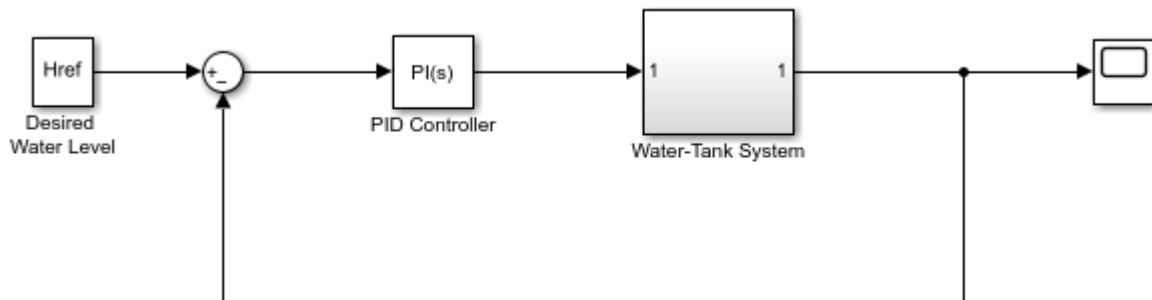 Href
+
-
PI(s)
1
1
Desired
Water Level
PID Controller
Water-Tank System